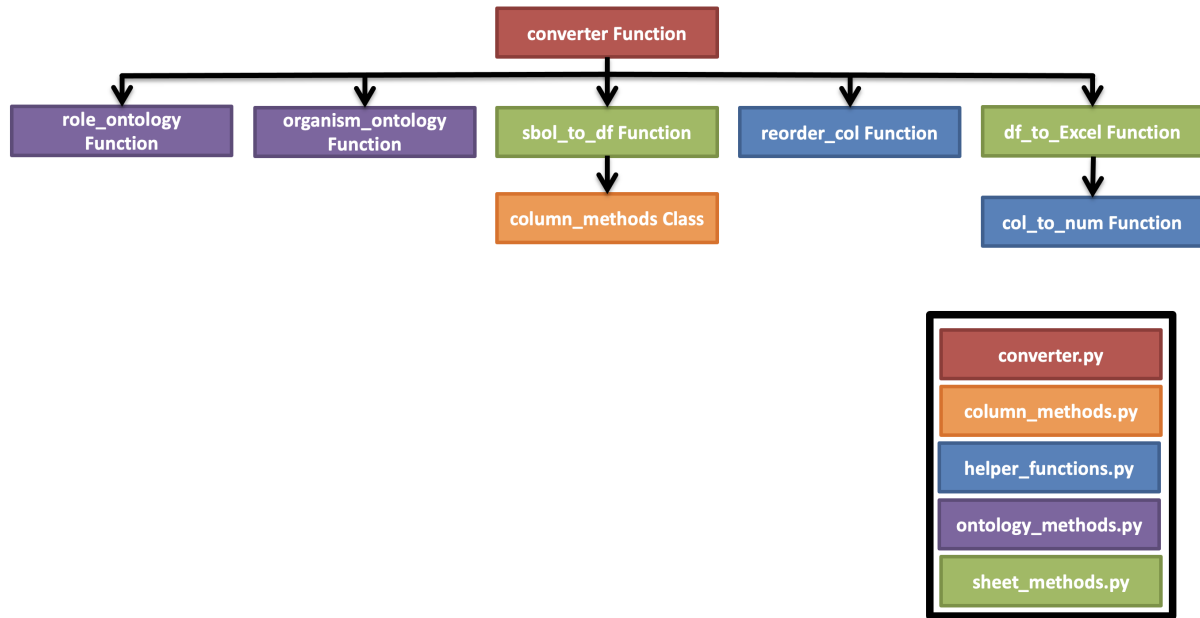 converter Function
role_ontology
Function
organism_ontology
Function
sbol_to_df Function
reorder_col Function
df_to_Excel Function
column_methods Class
col_to_num Function
converter.py
column_methods.py
helper_functions.py
ontology_methods.py
sheet_methods.py